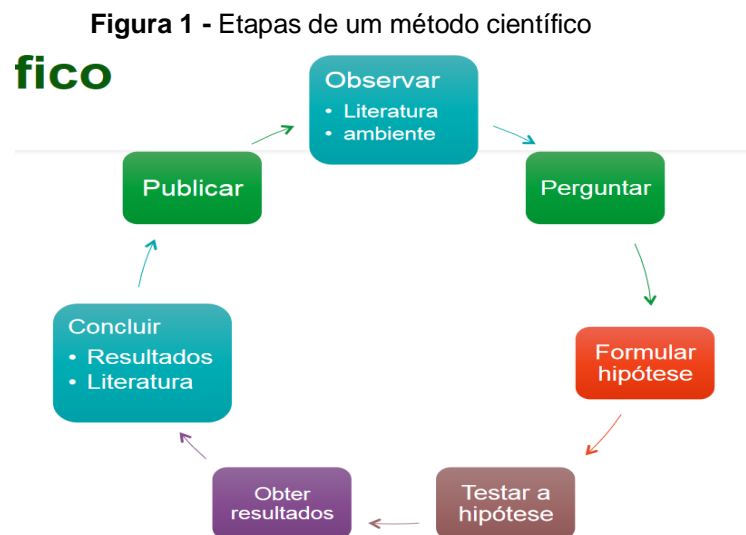 Figura 1 - Etapas de um método científico
fico
Observar
• Literatura
• ambiente
Perguntar
Formular
hipótese
Testar a
hipótese
Obter
resultados
Concluir
• Resultados
• Literatura
Publicar